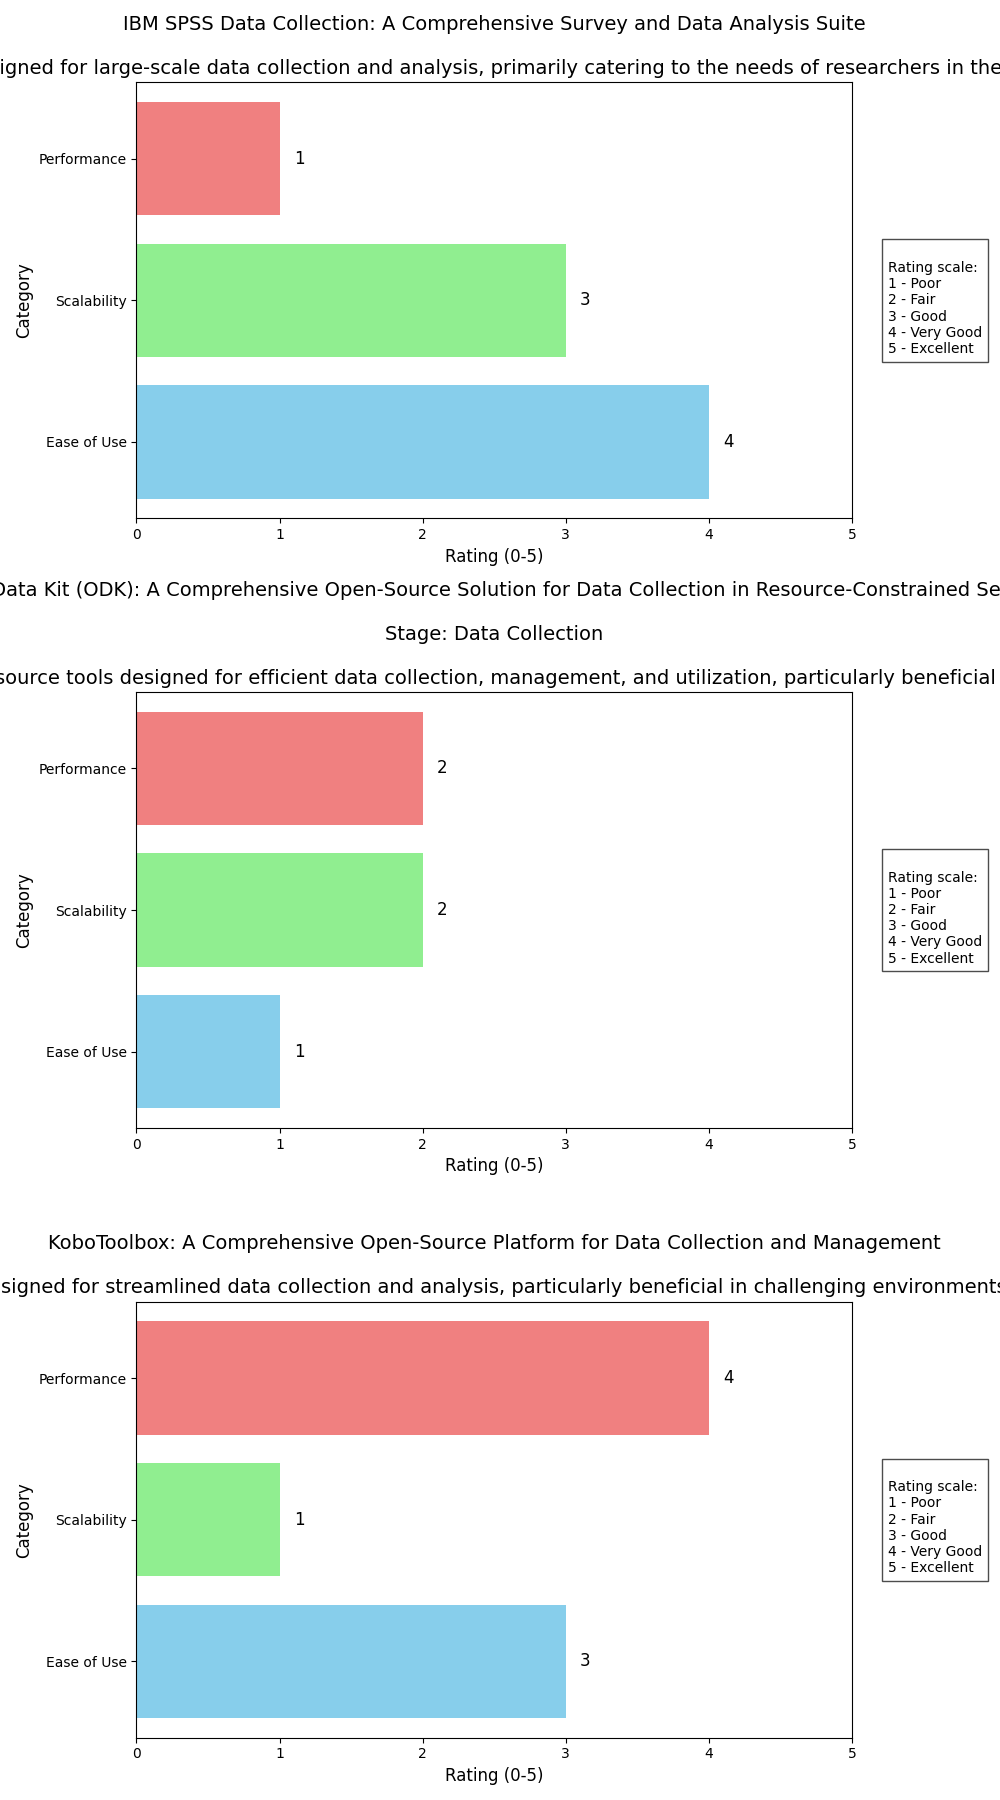 IBM SPSS Data Collection: A Comprehensive Survey and Data Analysis Suite
igned for large-scale data collection and analysis, primarily catering to the needs of researchers in the
Performance
1
Scalability
3
Ease of Use
4
Category
0 1 2 3 4 5
Rating (0-5)
Rating scale:
1 - Poor
2 - Fair
3 - Good
4 - Very Good
5 - Excellent
Data Kit (ODK): A Comprehensive Open-Source Solution for Data Collection in Resource-Constrained Se
Stage: Data Collection
source tools designed for efficient data collection, management, and utilization, particularly beneficial
Performance
2
Scalability
2
Ease of Use
1
Category
0 1 2 3 4 5
Rating (0-5)
Rating scale:
1 - Poor
2 - Fair
3 - Good
4 - Very Good
5 - Excellent
KoboToolbox: A Comprehensive Open-Source Platform for Data Collection and Management
signed for streamlined data collection and analysis, particularly beneficial in challenging environments
Performance
4
Scalability
1
Ease of Use
3
Category
0 1 2 3 4 5
Rating (0-5)
Rating scale:
1 - Poor
2 - Fair
3 - Good
4 - Very Good
5 - Excellent